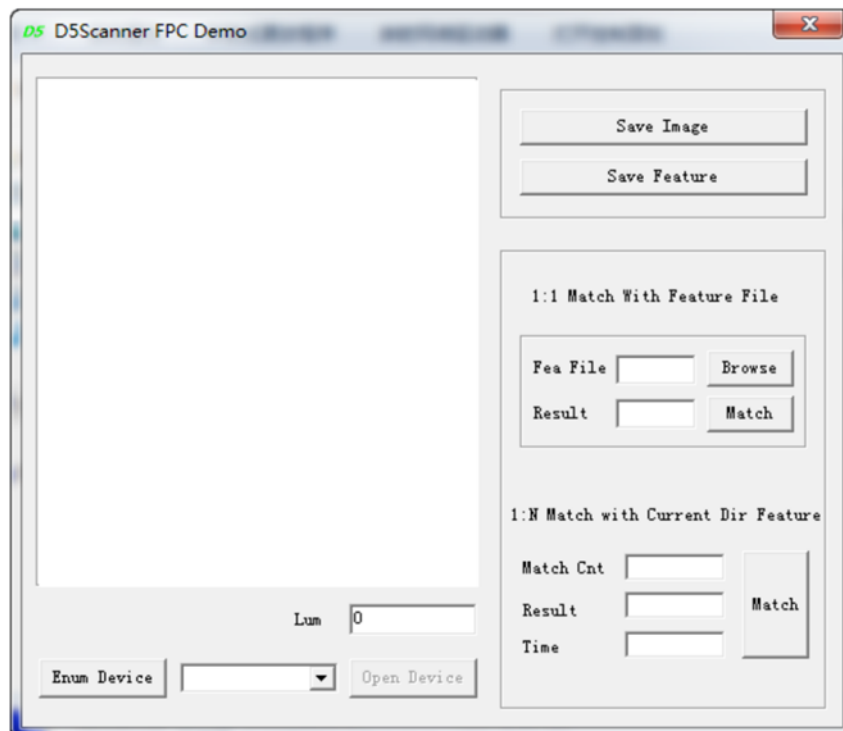 D5 D5Scanner FPC Demo
Save Image
Save Feature
1:1 Match With Feature File
Fea File
Browse
Result
Match
1:N Match with Current Dir Feature
Match Cnt
Result
Time
Match
Lum
0
Enum Device
Open Device